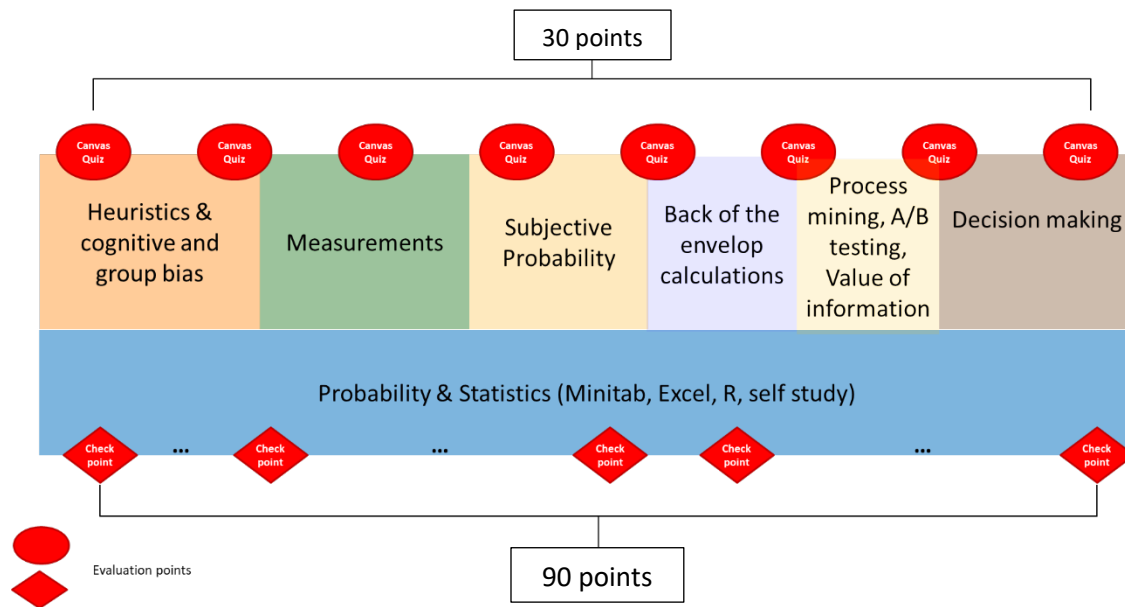 30 points
Canvas
Quiz
Canvas
Quiz
Canvas
Quiz
Canvas
Quiz
Canvas
Quiz
Canvas
Quiz
Canvas
Quiz
Canvas
Quiz
Heuristics &
cognitive and
group bias
Measurements
Subjective
Probability
Back of the
envelop
calculations
Process
mining, A/B
testing,
Value of
information
Decision making
Probability & Statistics (Minitab, Excel, R, self study)
Check
point
...
Check
point
...
Check
point
Check
point
...
Check
point
90 points
Evaluation points